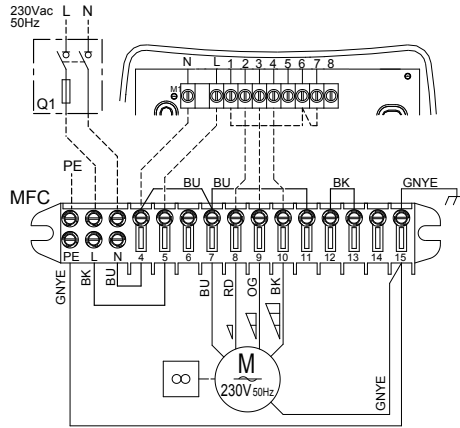 230Vac L N
50Hz
Q1
N L 1 2 3 4 5 6 7 8
M1
PE
MFC
BU BU BK GNYE
PE L N 4 5 6 7 8 9 10 11 12 13 14 15
GNYE BK BU BU RD OG BK GNYE
M
230V 50Hz
∞